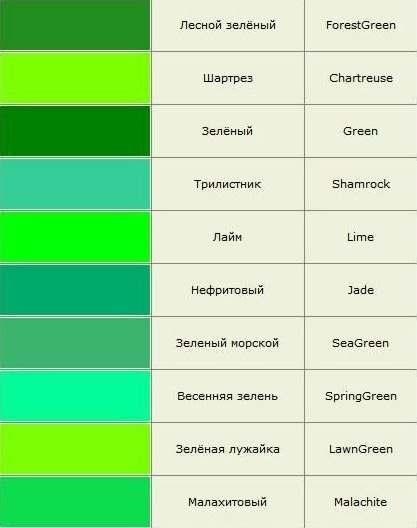 Лесной зелёный ForestGreen
Шартрез Chartreuse
Зелёный Green
Трилистник Shamrock
Лайм Lime
Нефритовый Jade
Зеленый морской SeaGreen
Весенняя зелень SpringGreen
Зелёная лужайка LawnGreen
Малахитовый Malachite